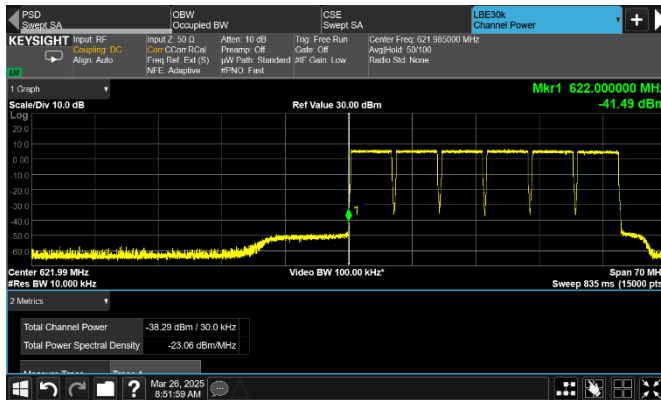 PSD
Swept SA
OBW
Occupied BW
CSE
Swept SA
LBE30k
Channel Power
KEYSIGHT
Input: RF
Coupling: DC
Align: Auto
Input Z: 50 Ω
Corr CCorr RCal
Freq Ref: Ext (S)
NFE: Adaptive
Atten: 10 dB
Preamp: Off
µW Path: Standard
#PNO: Fast
Trig: Free Run
Gate: Off
#IF Gain: Low
Center Freq: 621.985000 MHz
Avg|Hold: 50/100
Radio Std: None
LU
1 Graph
Mkr1 622.000000 MHz
-41.49 dBm
Scale/Div 10.0 dB
Ref Value 30.00 dBm
Log
20.0
10.0
0.00
-10.0
-20.0
-30.0
-40.0
-50.0
-60.0
1
Center 621.99 MHz
#Res BW 10.000 kHz
Video BW 100.00 kHz*
Span 70 MH
Sweep 835 ms (15000 pts
2 Metrics
Total Channel Power -38.29 dBm / 30.0 kHz
Total Power Spectral Density -23.06 dBm/MHz
Measure Trace Trace 1
Mar 26, 2025
8:51:59 AM